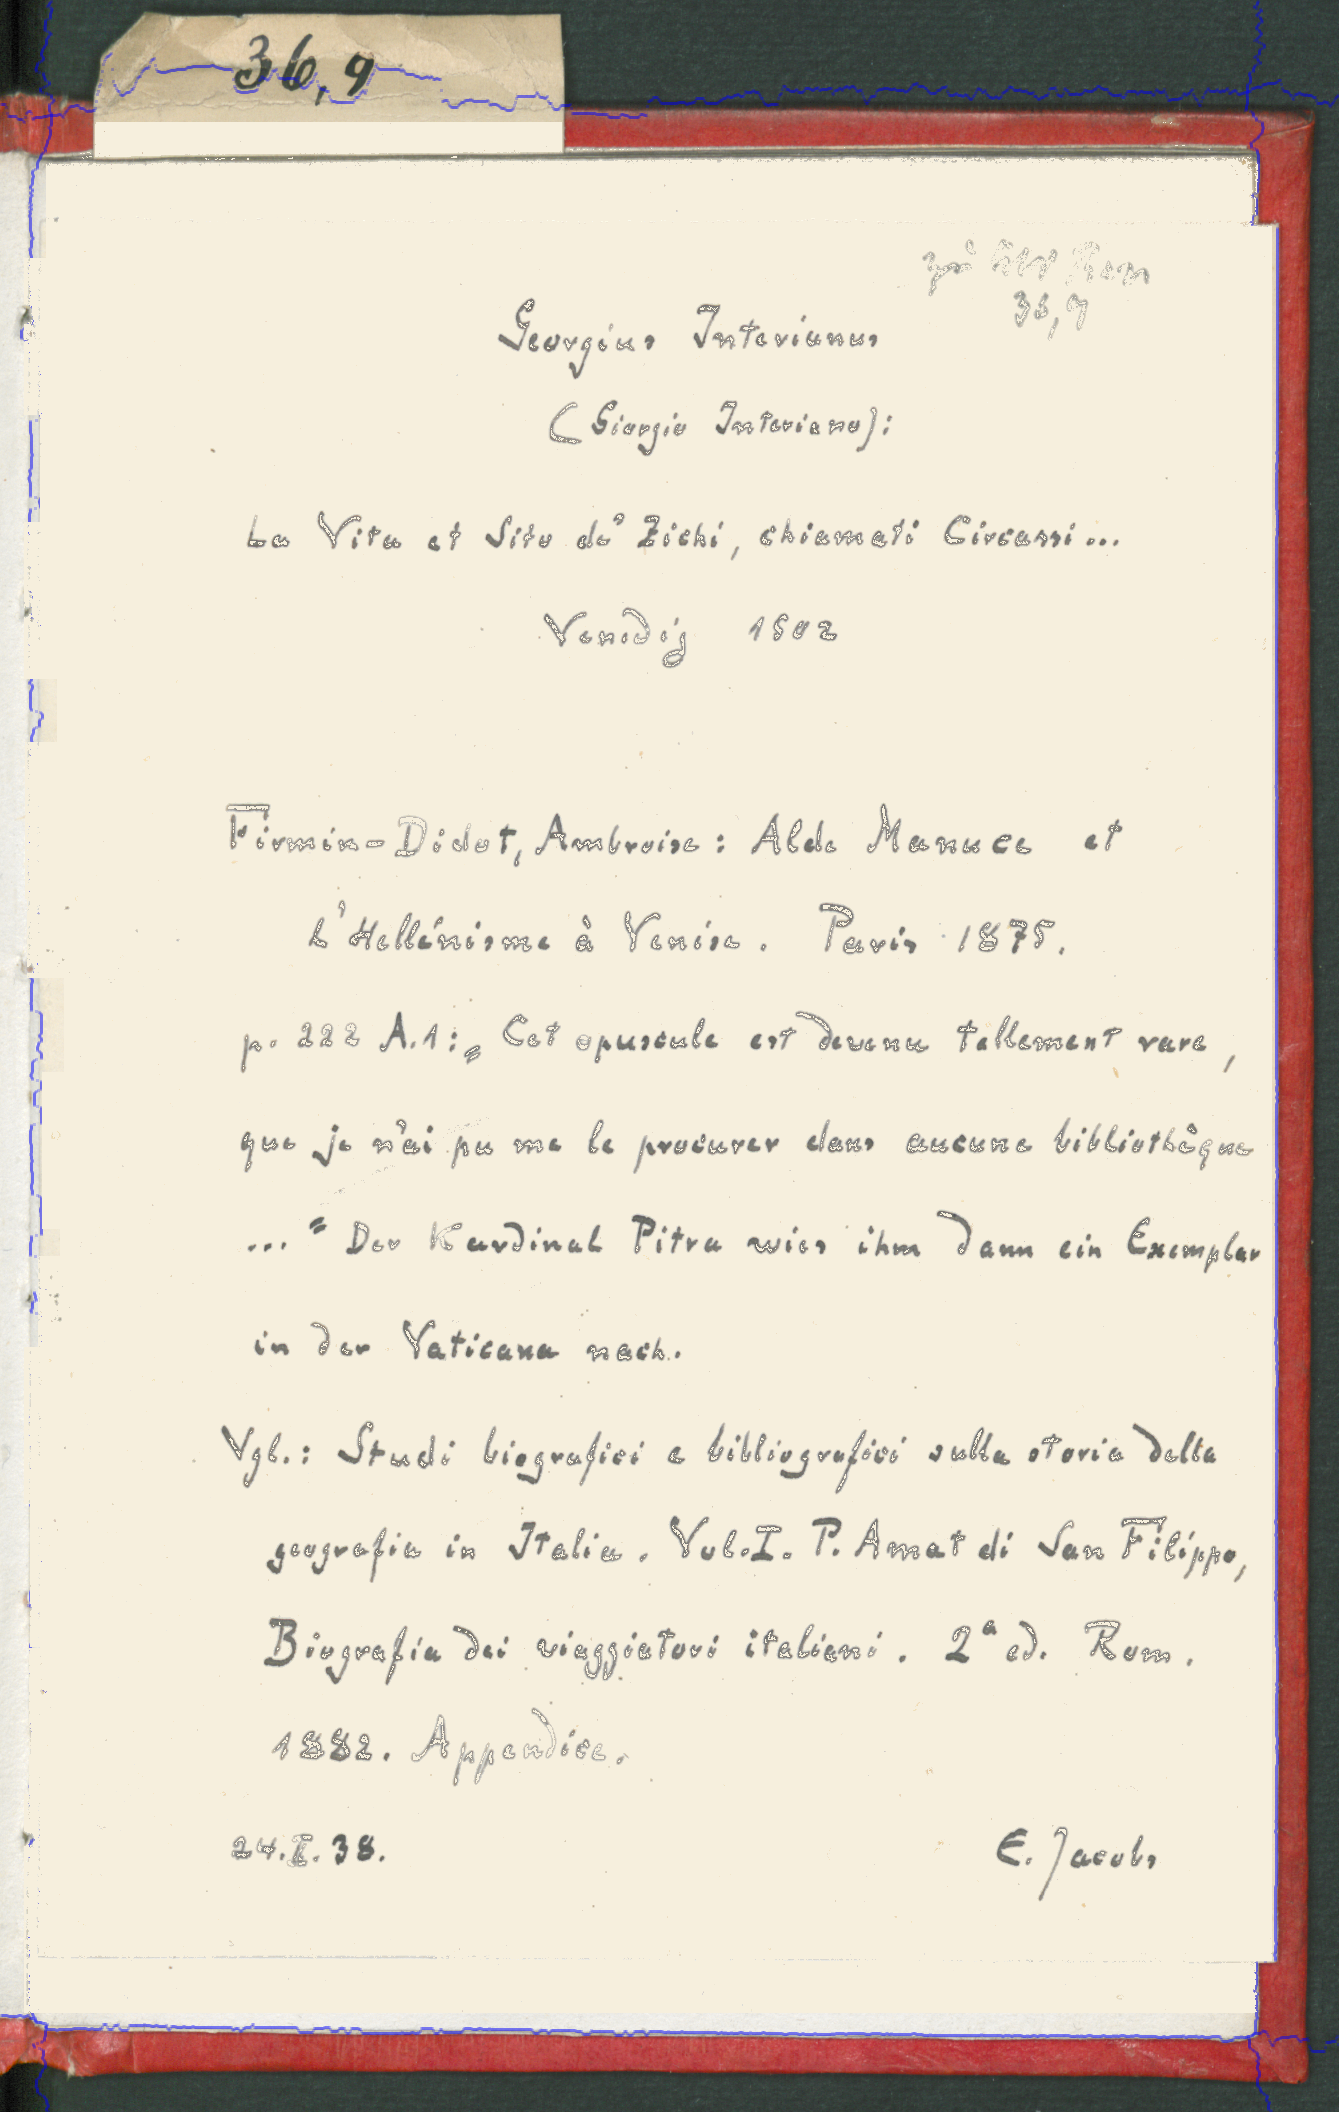 36,9
zu
36,9
Georgius Interianus
(Giorgio Interiano):
La Vita et Sito de' Zichi, chiamati Circassi...
Venedig 1502
Firmin-Didot, Ambroise: Alde Manuce et
L'Hellénisme à Venise. Paris 1875.
p. 222 A.1: „Cet opuscule est devenu tellement rare,
que je n'ai pu me le procurer dans aucune bibliothèque
..." Der Kardinal Pitra wies ihm dann ein Exemplar
in der Vaticana nach.
Vgl.: Studi biografici e bibliografici sulla storia della
geografia in Italia. Vol. I. P. Amat di San Filippo,
Biografia dei viaggiatori italiani. 2ª ed. Rom.
1882. Appendice.
24.II.38. E. Jacobs